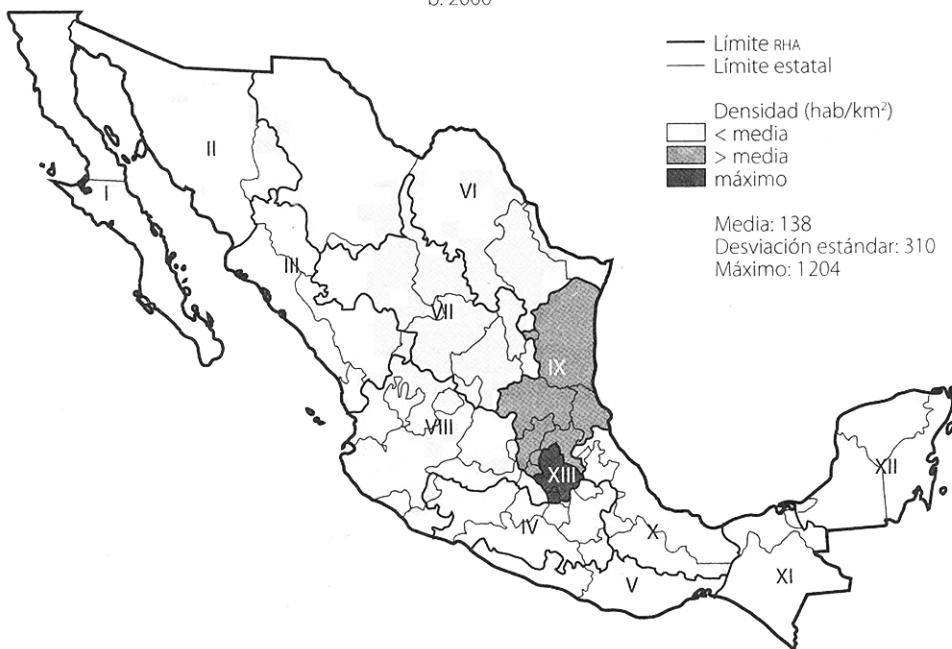 b. 2000
Límite RHA
Límite estatal
Densidad (hab/km²)
< media
> media
máximo
Media: 138
Desviación estándar: 310
Máximo: 1204
I
II
III
IV
V
VI
VII
VIII
IX
X
XI
XII
XIII